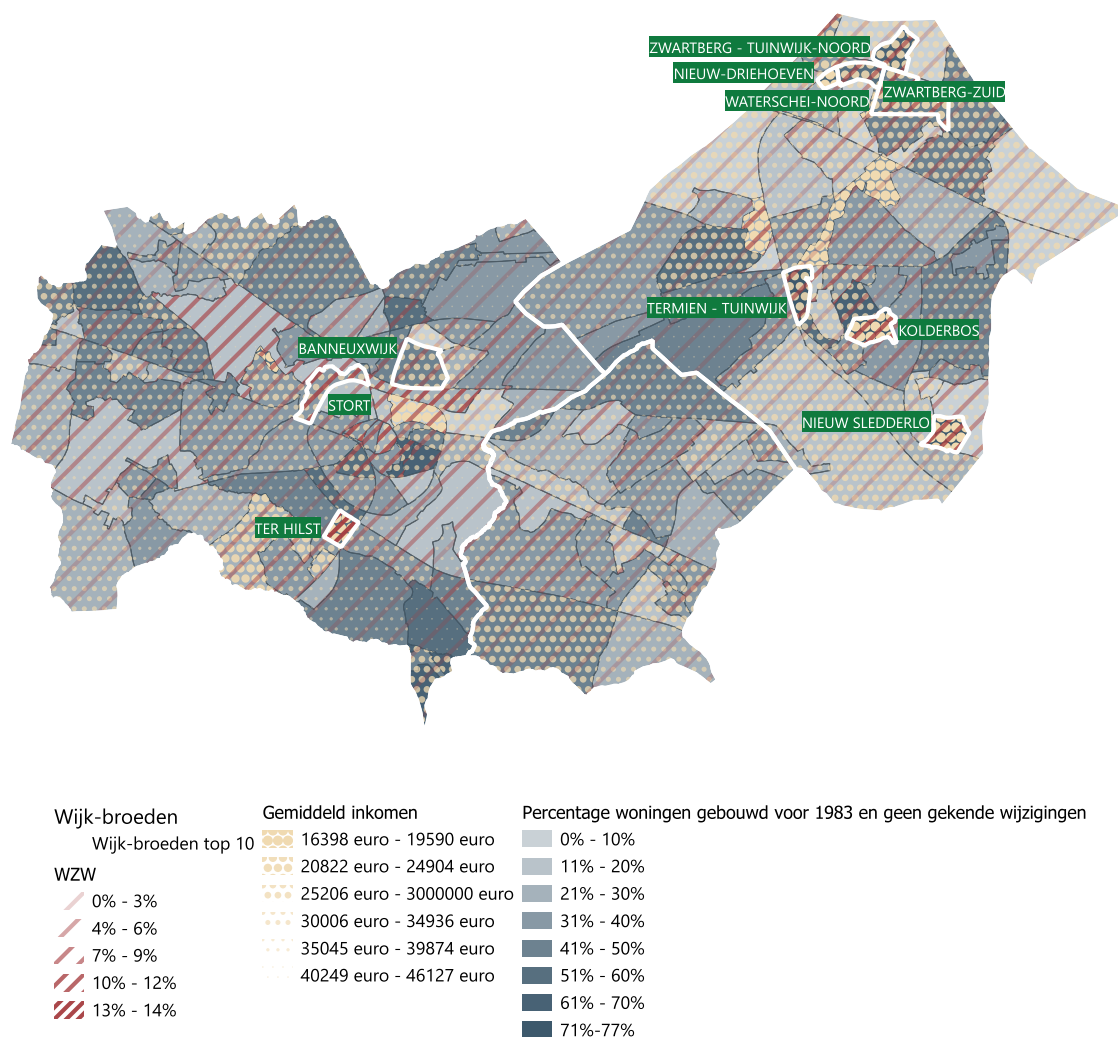 ZWARTBERG - TUINWIJK-NOORD
NIEUW-DRIEHOEVEN
ZWARTBERG-ZUID
WATERSCHEI-NOORD
TERMIEN - TUINWIJK
KOLDERBOS
BANNEUXWIJK
STORT
NIEUW SLEDDERLO
TER HILST
Wijk-broeden
Wijk-broeden top 10
WZW
0% - 3%
4% - 6%
7% - 9%
10% - 12%
13% - 14%
Gemiddeld inkomen
16398 euro - 19590 euro
20822 euro - 24904 euro
25206 euro - 3000000 euro
30006 euro - 34936 euro
35045 euro - 39874 euro
40249 euro - 46127 euro
Percentage woningen gebouwd voor 1983 en geen gekende wijzigingen
0% - 10%
11% - 20%
21% - 30%
31% - 40%
41% - 50%
51% - 60%
61% - 70%
71%-77%